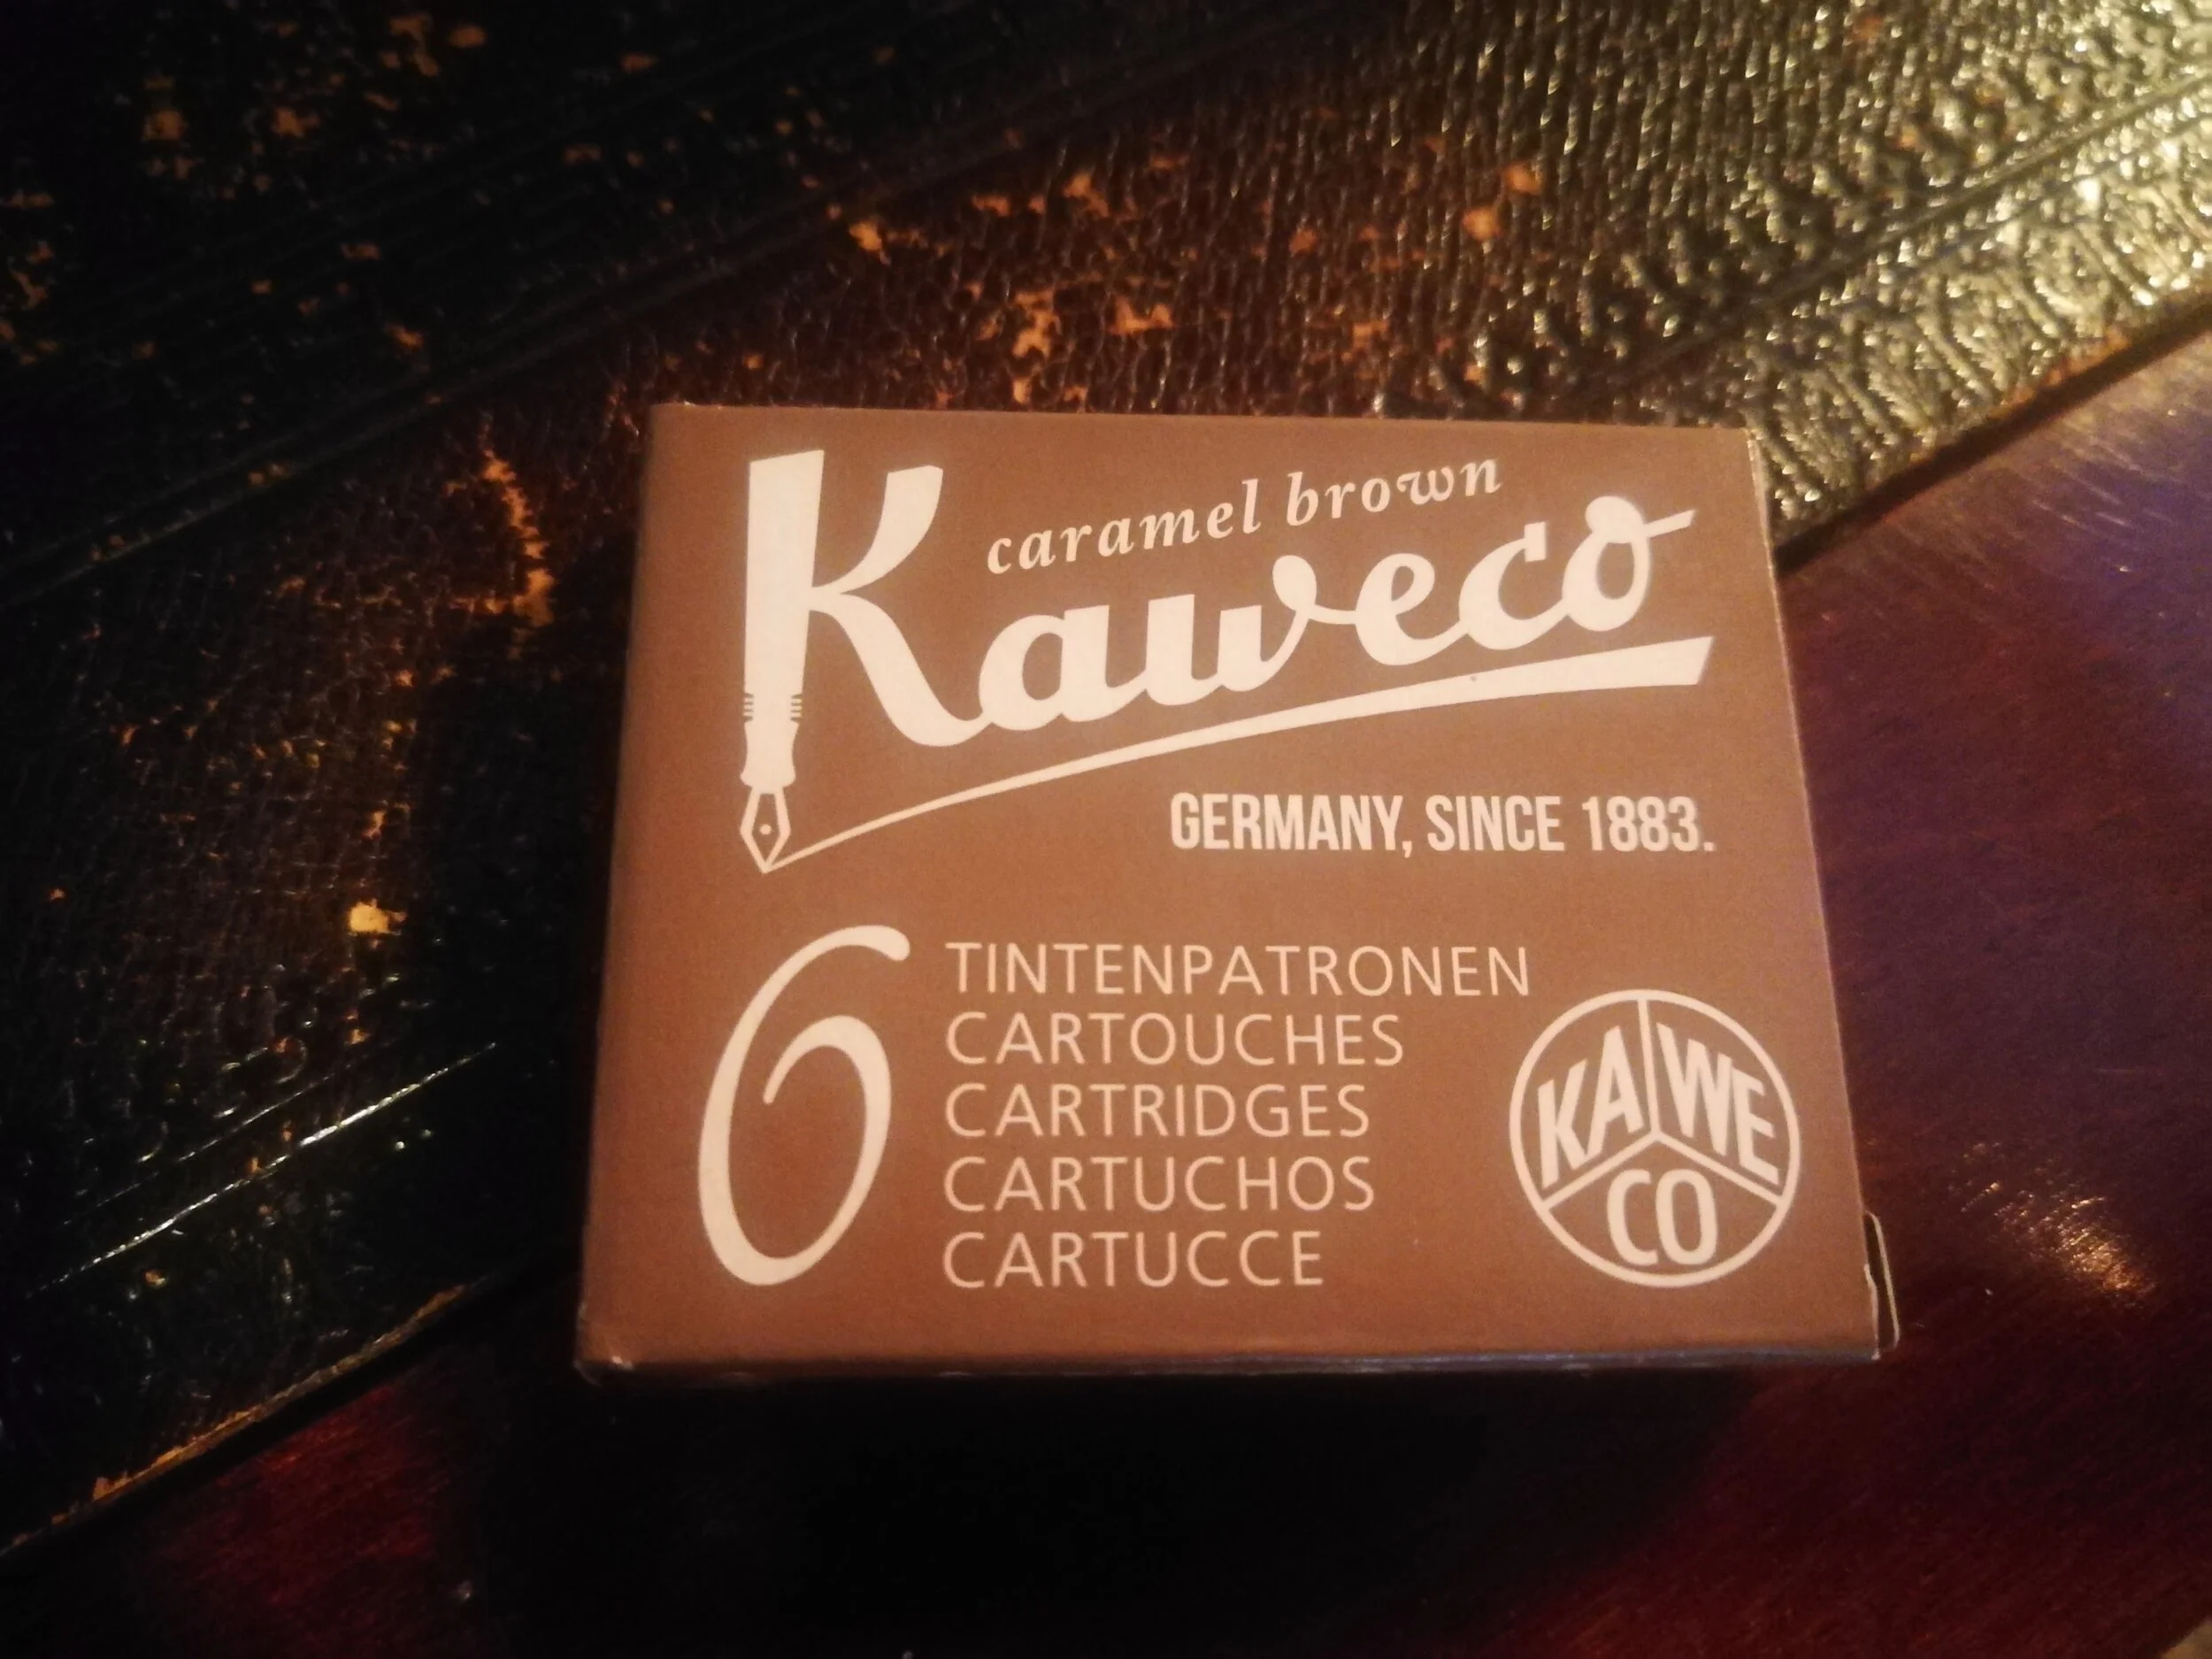 caramel brown
Kaweco
GERMANY, SINCE 1883.
6
TINTENPATRONEN
CARTOUCHES
CARTRIDGES
CARTUCHOS
CARTUCCE
KA WE
CO